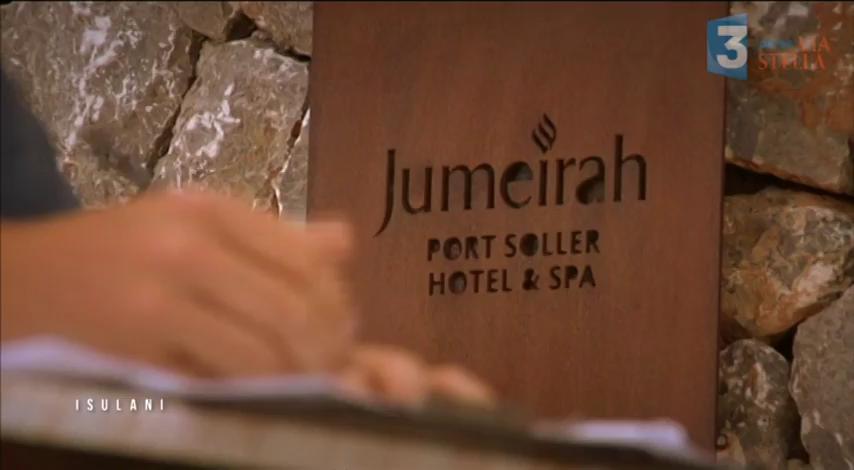 3
VIA
STELLA
Jumeirah
PORT SOLLER
HOTEL & SPA
ISULANI